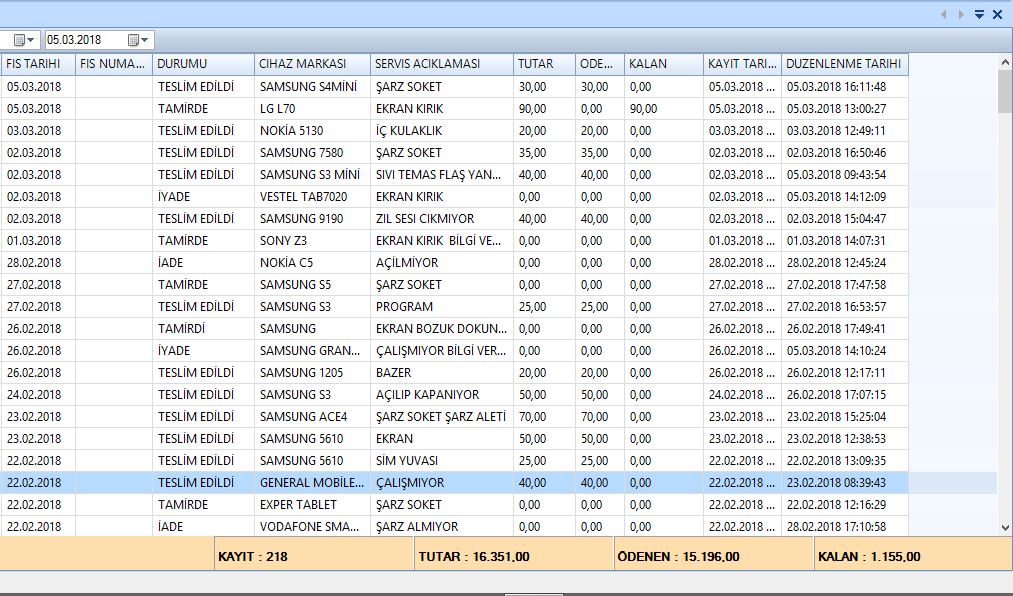 05.03.2018
FIS TARIHI FIS NUMA... DURUMU CIHAZ MARKASI SERVIS ACIKLAMASI TUTAR ODE... KALAN KAYIT TARI... DUZENLENME TARIHI
05.03.2018 TESLİM EDİLDİ SAMSUNG S4MİNİ ŞARZ SOKET 30,00 30,00 0,00 05.03.2018 ... 05.03.2018 16:11:48
05.03.2018 TAMİRDE LG L70 EKRAN KIRIK 90,00 0,00 90,00 05.03.2018 ... 05.03.2018 13:00:27
03.03.2018 TESLİM EDİLDİ NOKİA 5130 İÇ KULAKLIK 20,00 20,00 0,00 03.03.2018 ... 03.03.2018 12:49:11
02.03.2018 TESLİM EDİLDİ SAMSUNG 7580 ŞARZ SOKET 35,00 35,00 0,00 02.03.2018 ... 02.03.2018 16:50:46
02.03.2018 TESLİM EDİLDİ SAMSUNG S3 MİNİ SIVI TEMAS FLAŞ YAN... 40,00 40,00 0,00 02.03.2018 ... 05.03.2018 09:43:54
02.03.2018 İYADE VESTEL TAB7020 EKRAN KIRIK 0,00 0,00 0,00 02.03.2018 ... 05.03.2018 14:12:09
02.03.2018 TESLİM EDİLDİ SAMSUNG 9190 ZIL SESI CIKMIYOR 40,00 40,00 0,00 02.03.2018 ... 02.03.2018 15:04:47
01.03.2018 TAMİRDE SONY Z3 EKRAN KIRIK BİLGİ VE... 0,00 0,00 0,00 01.03.2018 ... 01.03.2018 14:07:31
28.02.2018 İADE NOKİA C5 AÇİLMİYOR 0,00 0,00 0,00 28.02.2018 ... 28.02.2018 12:45:24
27.02.2018 TAMİRDE SAMSUNG S5 ŞARZ SOKET 0,00 0,00 0,00 27.02.2018 ... 27.02.2018 17:47:58
27.02.2018 TESLİM EDİLDİ SAMSUNG S3 PROGRAM 25,00 25,00 0,00 27.02.2018 ... 27.02.2018 16:53:57
26.02.2018 TAMİRDİ SAMSUNG EKRAN BOZUK DOKUN... 0,00 0,00 0,00 26.02.2018 ... 26.02.2018 17:49:41
26.02.2018 İYADE SAMSUNG GRAN... ÇALIŞMIYOR BİLGİ VER... 0,00 0,00 0,00 26.02.2018 ... 05.03.2018 14:10:24
26.02.2018 TESLİM EDİLDİ SAMSUNG 1205 BAZER 20,00 20,00 0,00 26.02.2018 ... 26.02.2018 12:17:11
24.02.2018 TESLİM EDİLDİ SAMSUNG S3 AÇILIP KAPANIYOR 50,00 50,00 0,00 24.02.2018 ... 26.02.2018 17:07:15
23.02.2018 TESLİM EDİLDİ SAMSUNG ACE4 ŞARZ SOKET ŞARZ ALETİ 70,00 70,00 0,00 23.02.2018 ... 23.02.2018 15:25:04
23.02.2018 TESLİM EDİLDİ SAMSUNG 5610 EKRAN 50,00 50,00 0,00 23.02.2018 ... 23.02.2018 12:38:53
22.02.2018 TESLİM EDİLDİ SAMSUNG 5610 SİM YUVASI 25,00 25,00 0,00 22.02.2018 ... 22.02.2018 13:09:35
22.02.2018 TESLİM EDİLDİ GENERAL MOBİLE... ÇALIŞMIYOR 40,00 40,00 0,00 22.02.2018 ... 23.02.2018 08:39:43
22.02.2018 TAMİRDE EXPER TABLET ŞARZ SOKET 0,00 0,00 0,00 22.02.2018 ... 22.02.2018 12:16:29
22.02.2018 İADE VODAFONE SMA... ŞARZ ALMIYOR 0,00 0,00 0,00 22.02.2018 ... 28.02.2018 17:10:58
KAYIT : 218 TUTAR : 16.351,00 ÖDENEN : 15.196,00 KALAN : 1.155,00